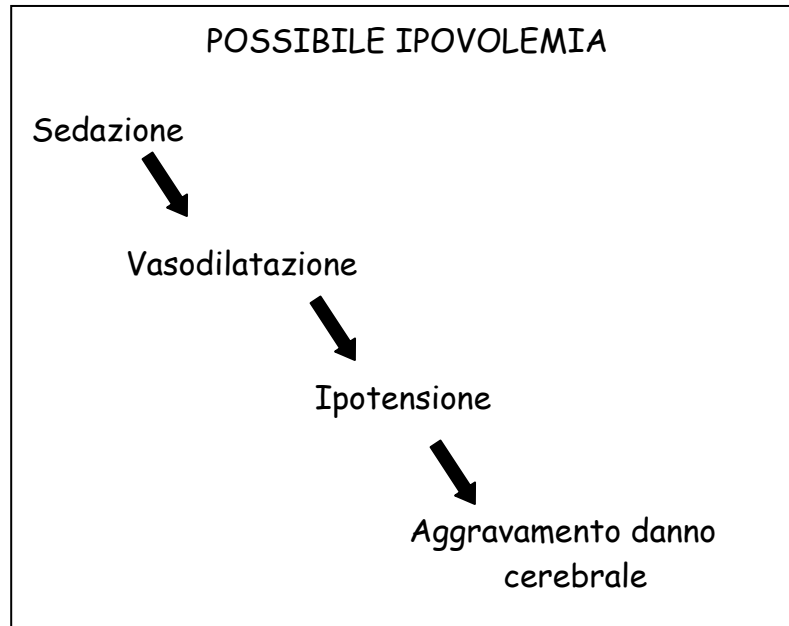 POSSIBILE IPOVOLEMIA
Sedazione
Vasodilatazione
Ipotensione
Aggravamento danno
cerebrale